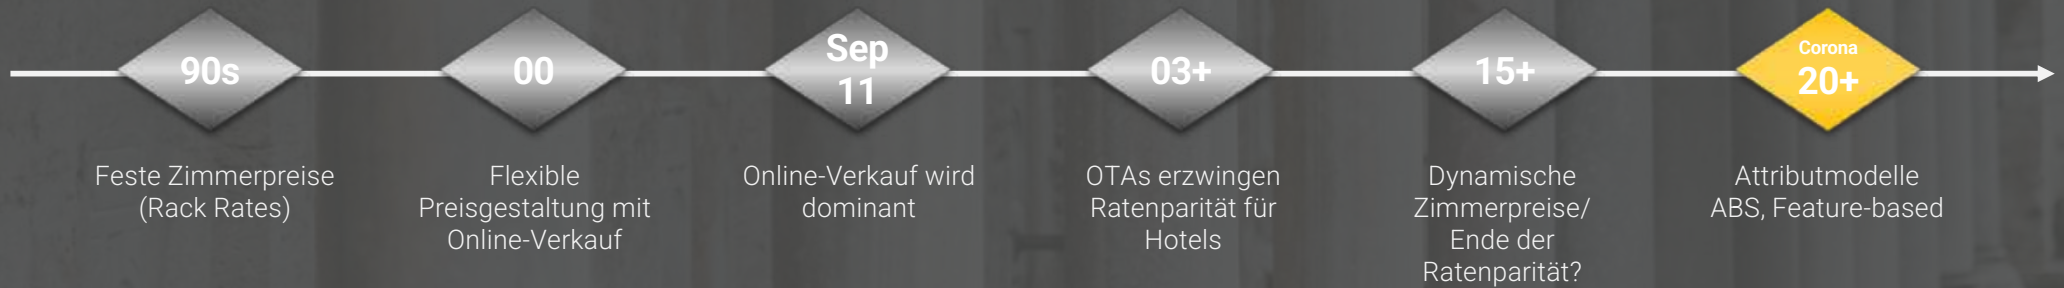 90s
Feste Zimmerpreise
(Rack Rates)
00
Flexible
Preisgestaltung mit
Online-Verkauf
Sep
11
Online-Verkauf wird
dominant
03+
OTAs erzwingen
Ratenparität für
Hotels
15+
Dynamische
Zimmerpreise/
Ende der
Ratenparität?
Corona
20+
Attributmodelle
ABS, Feature-based